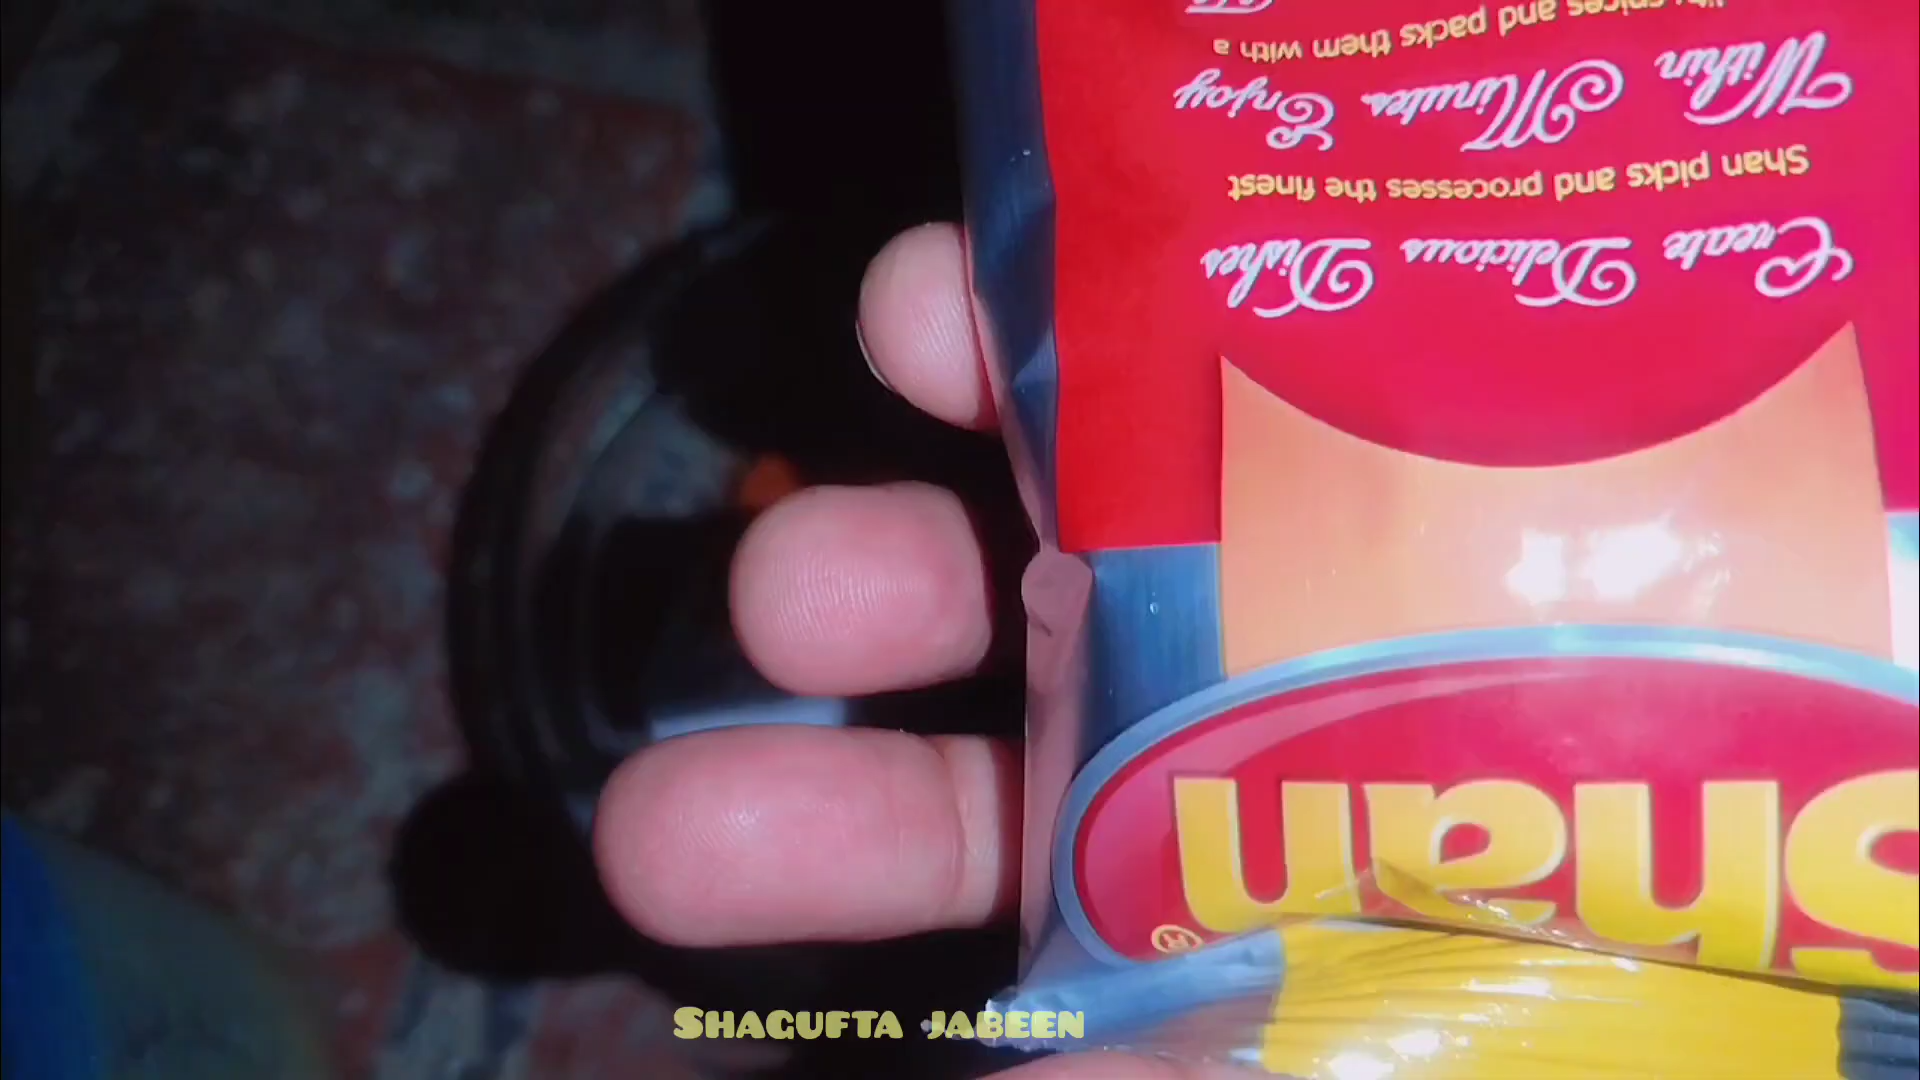 Shan®
Create Delicious Dishes
Shan picks and processes the finest
Within Minutes. Enjoy
spices and packs them with a
SHAGUFTA JABEEN